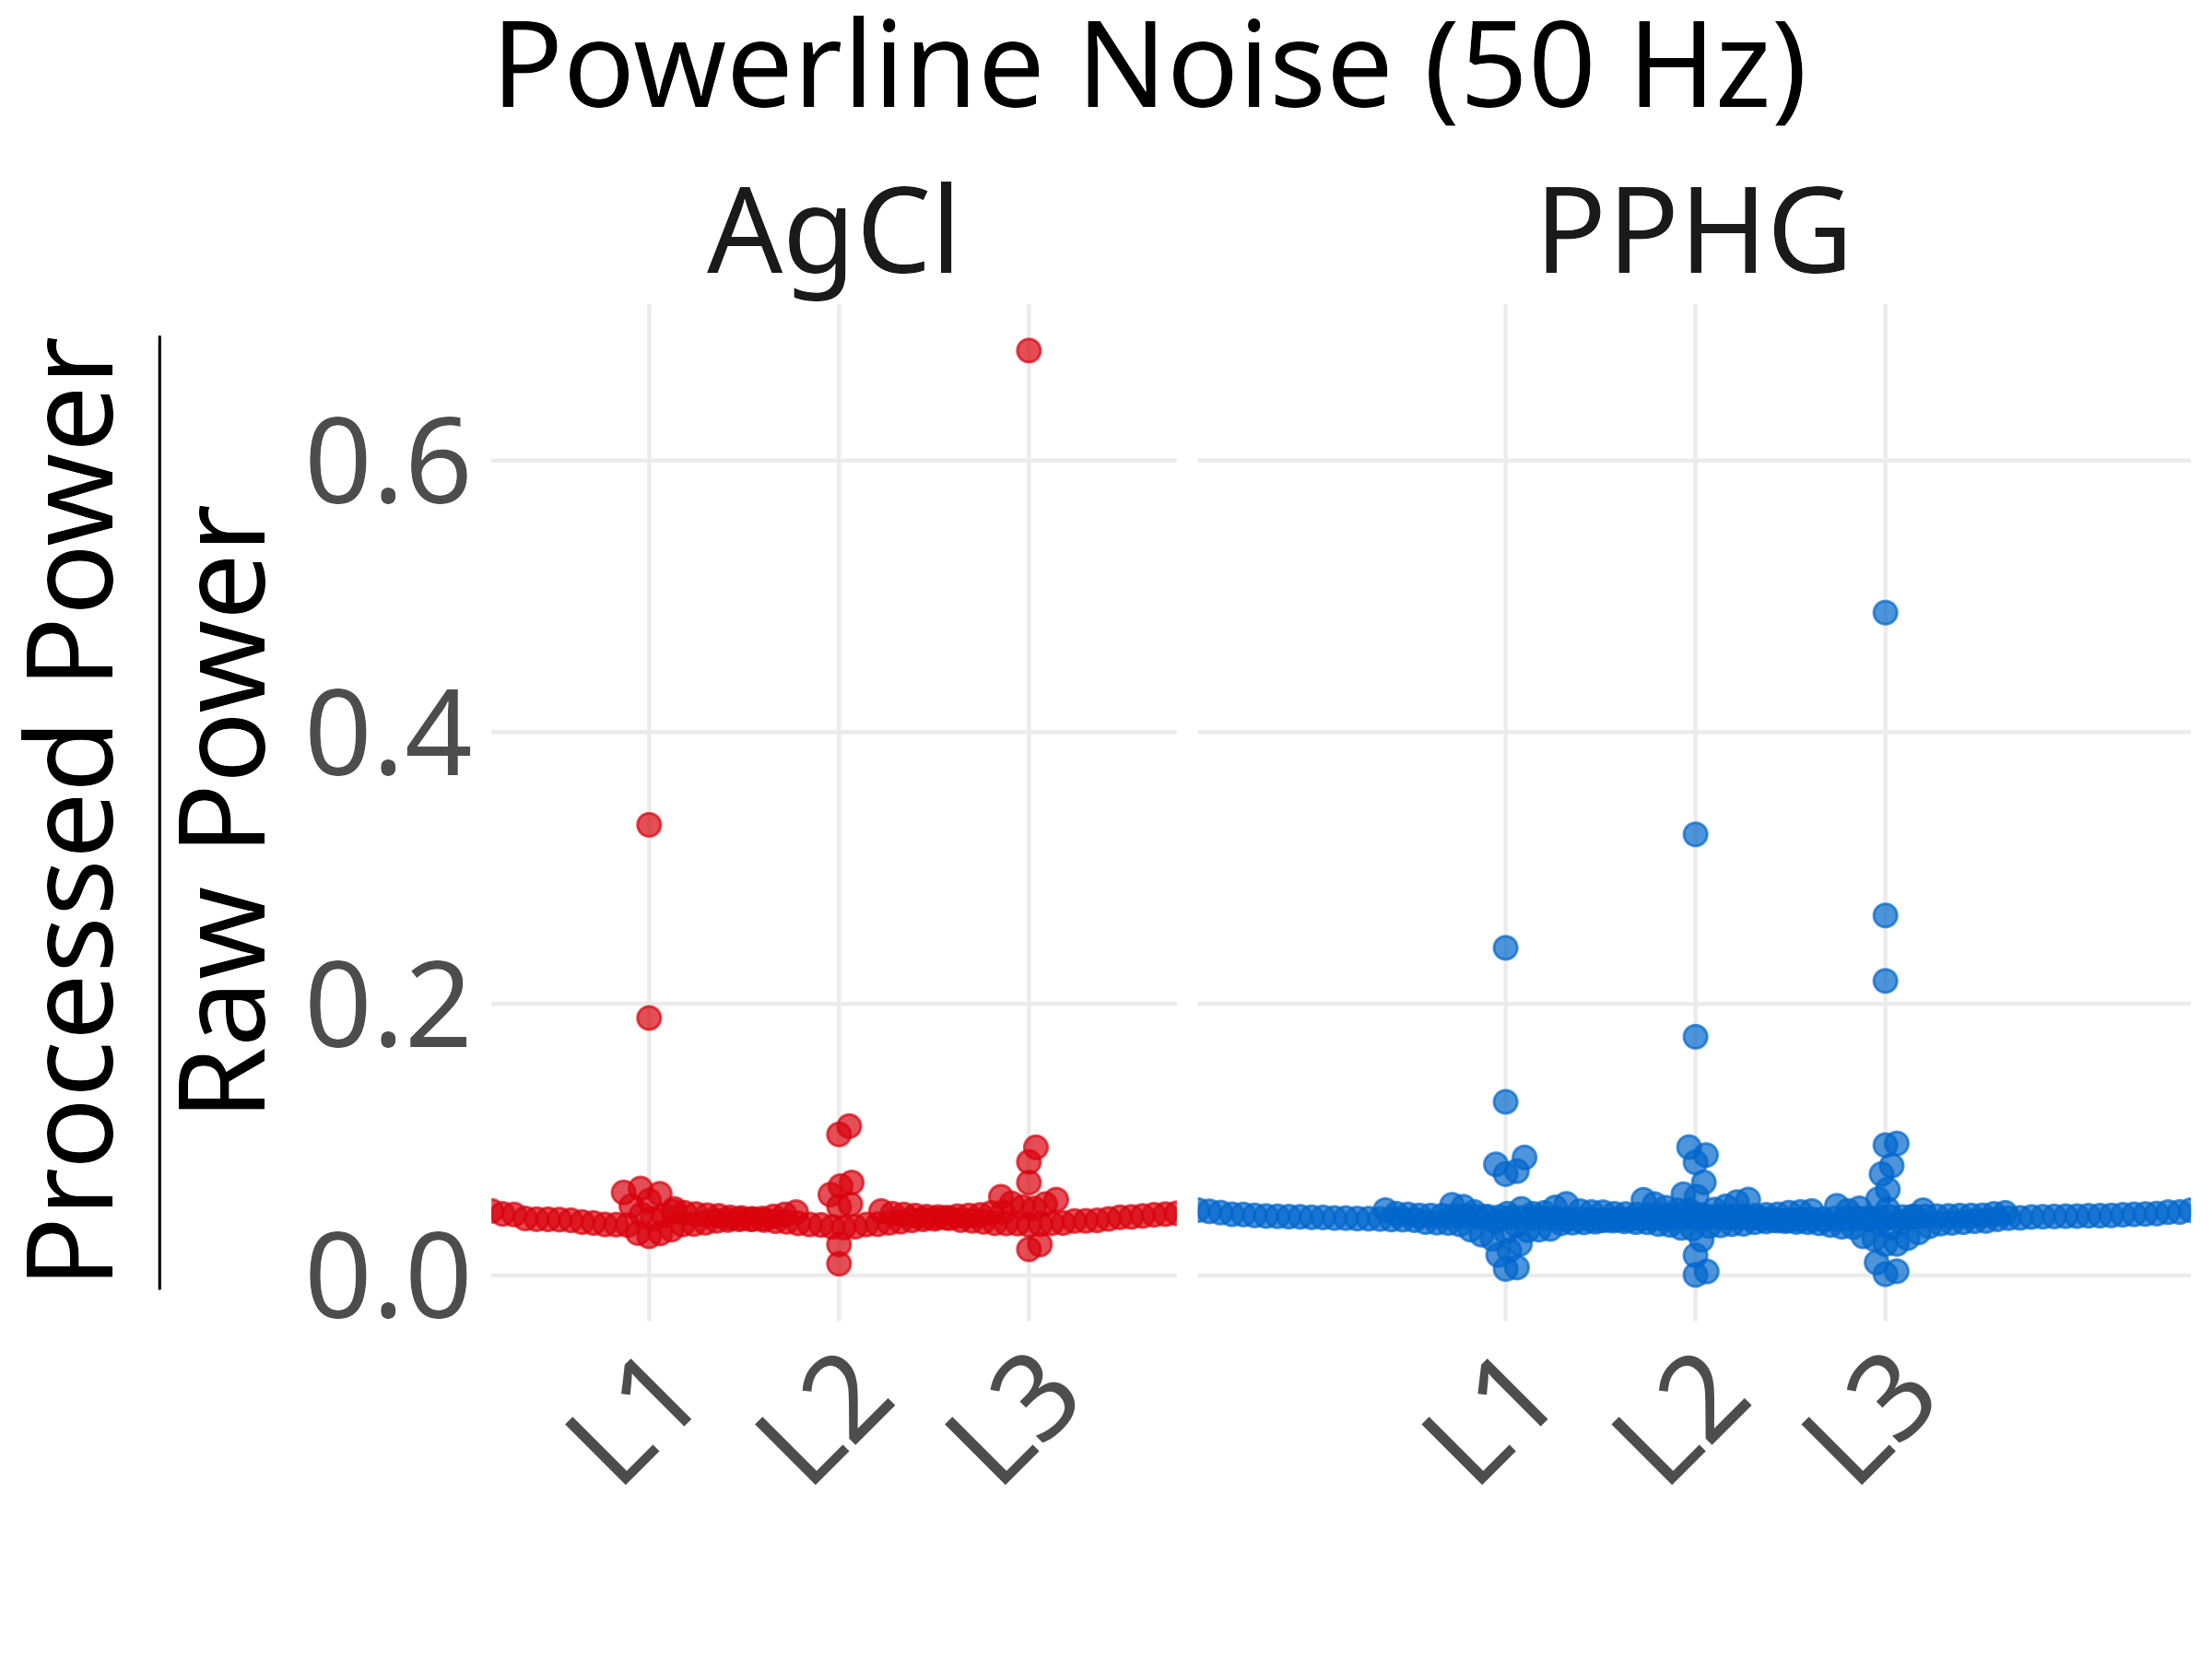 Powerline Noise (50 Hz)
AgCl
PPHG
Processed Power
Raw Power
0.6
0.4
0.2
0.0
L1
L2
L3
L1
L2
L3